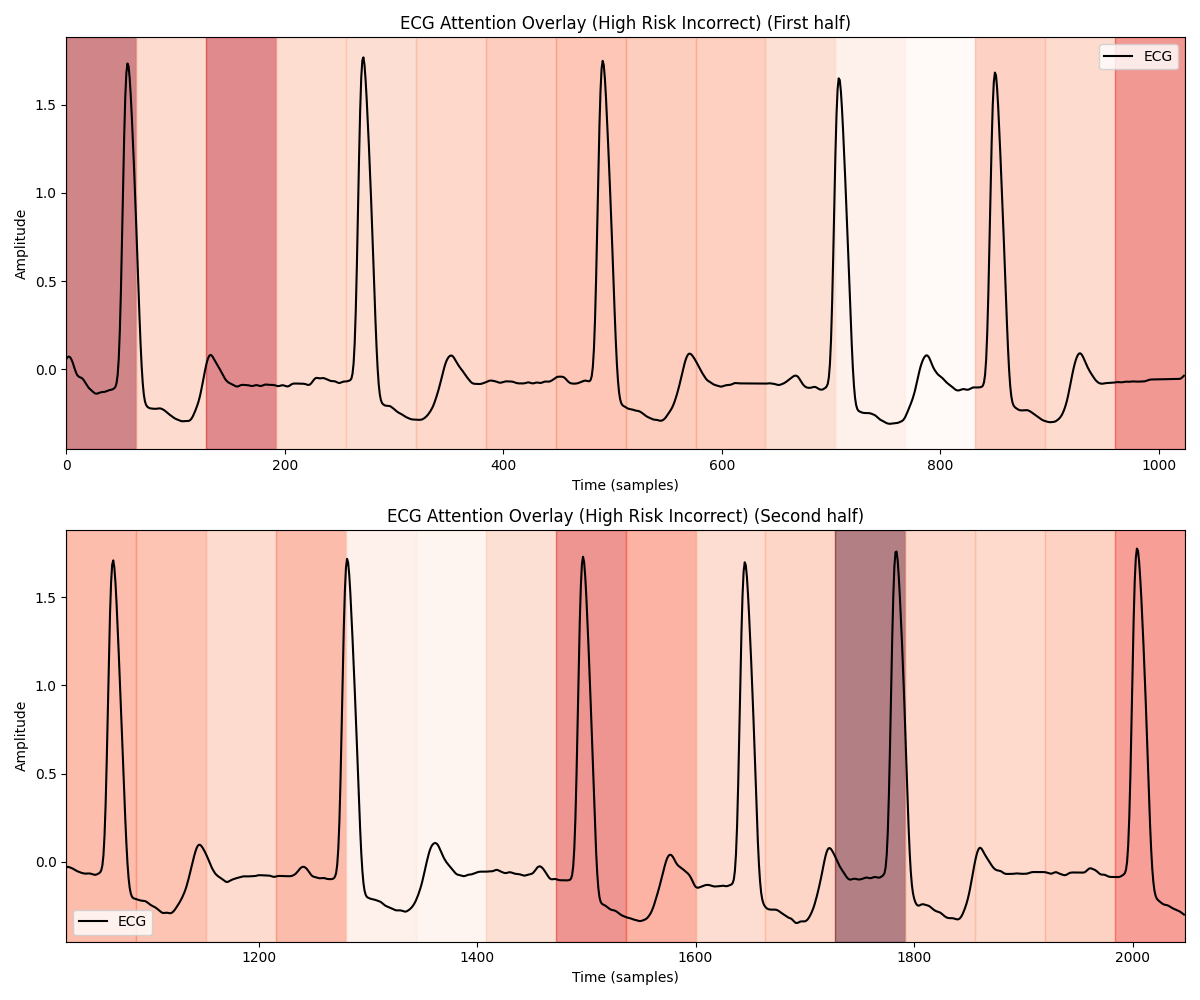 ECG Attention Overlay (High Risk Incorrect) (First half)
ECG
Amplitude
1.5
1.0
0.5
0.0
0 200 400 600 800 1000
Time (samples)
ECG Attention Overlay (High Risk Incorrect) (Second half)
Amplitude
1.5
1.0
0.5
0.0
ECG
1200 1400 1600 1800 2000
Time (samples)